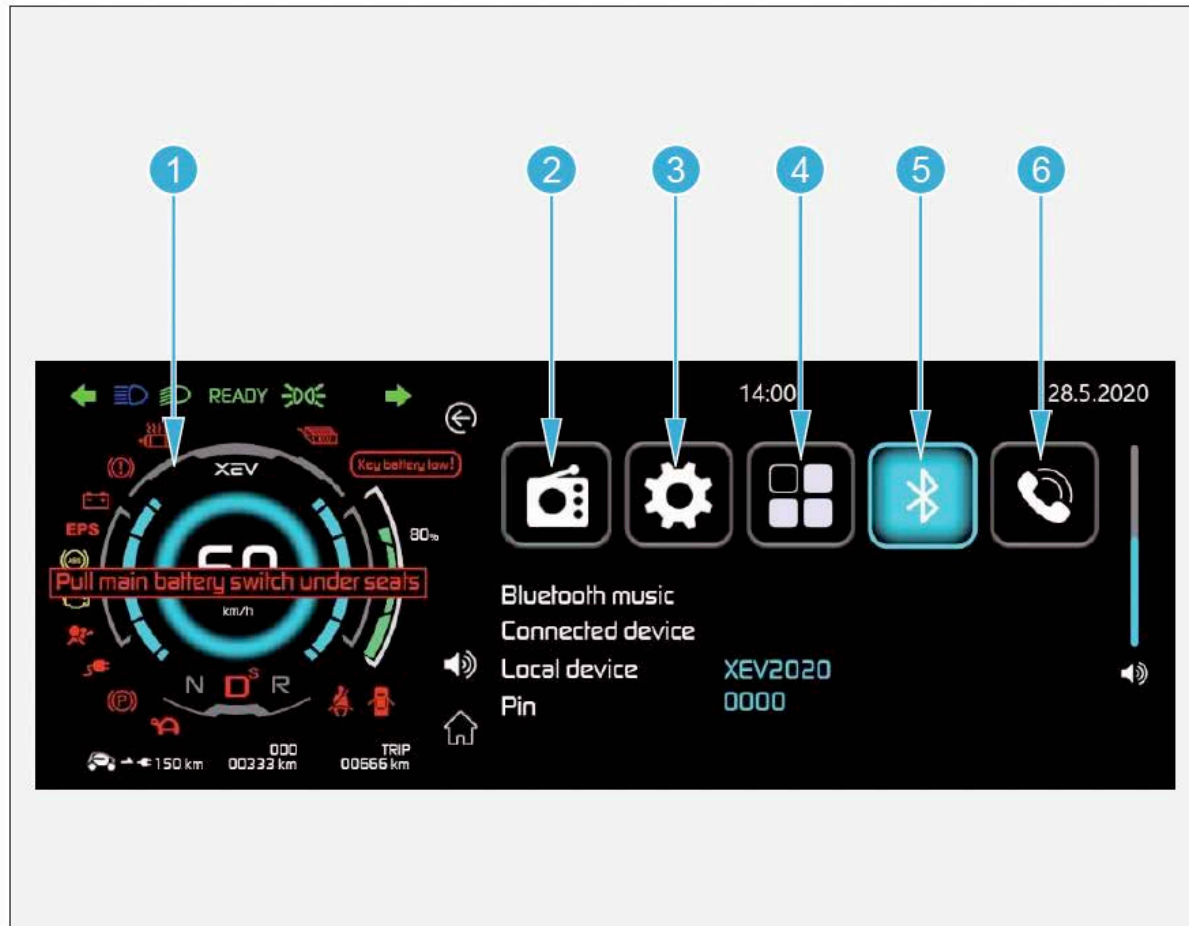 1 2 3 4 5 6
READY
14:00
28.5.2020
XEV
Key battery low!
EPS
80%
ABS
Pull main battery switch under seats
km/h
N D S R
P
ODO
TRIP
150 km 00333 km 00666 km
Bluetooth music
Connected device
Local device XEV2020
Pin 0000